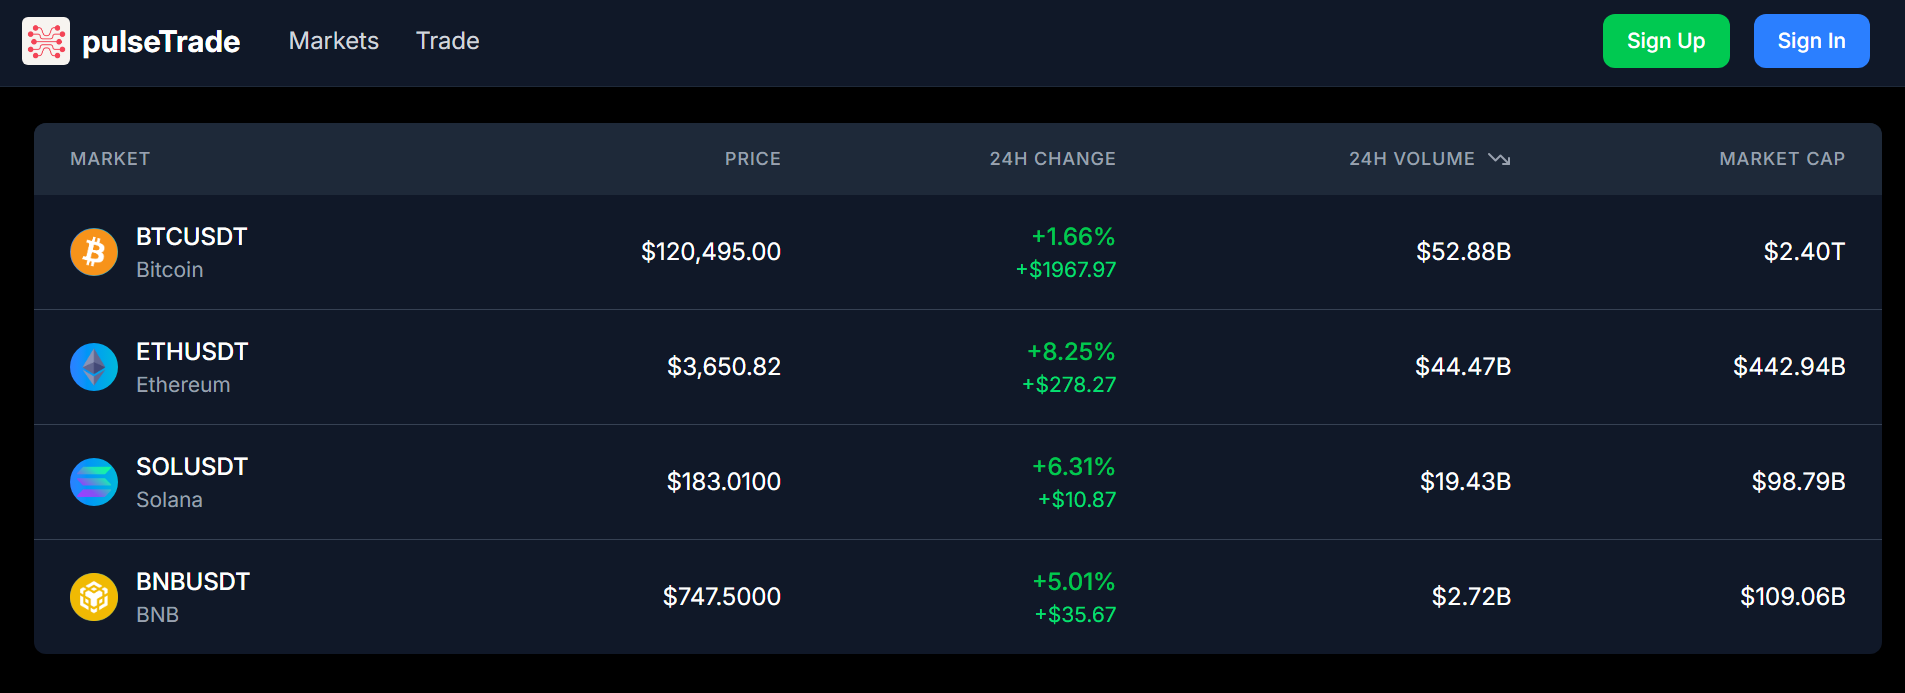 pulseTrade Markets Trade Sign Up Sign In
MARKET PRICE 24H CHANGE 24H VOLUME MARKET CAP
BTCUSDT
Bitcoin
$120,495.00
+1.66%
+$1967.97
$52.88B
$2.40T
ETHUSDT
Ethereum
$3,650.82
+8.25%
+$278.27
$44.47B
$442.94B
SOLUSDT
Solana
$183.0100
+6.31%
+$10.87
$19.43B
$98.79B
BNBUSDT
BNB
$747.5000
+5.01%
+$35.67
$2.72B
$109.06B